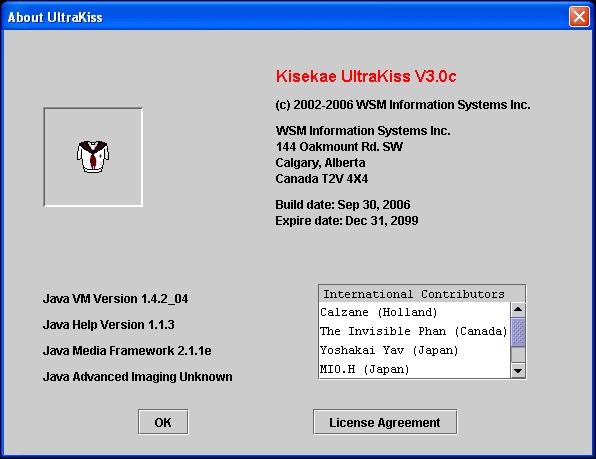 About UltraKiss
Kisekae UltraKiss V3.0c
(c) 2002-2006 WSM Information Systems Inc.
WSM Information Systems Inc.
144 Oakmount Rd. SW
Calgary, Alberta
Canada T2V 4X4
Build date: Sep 30, 2006
Expire date: Dec 31, 2099
Java VM Version 1.4.2_04
Java Help Version 1.1.3
Java Media Framework 2.1.1e
Java Advanced Imaging Unknown
International Contributors
Calzane (Holland)
The Invisible Phan (Canada)
Yoshakai Yav (Japan)
MIO.H (Japan)
OK
License Agreement